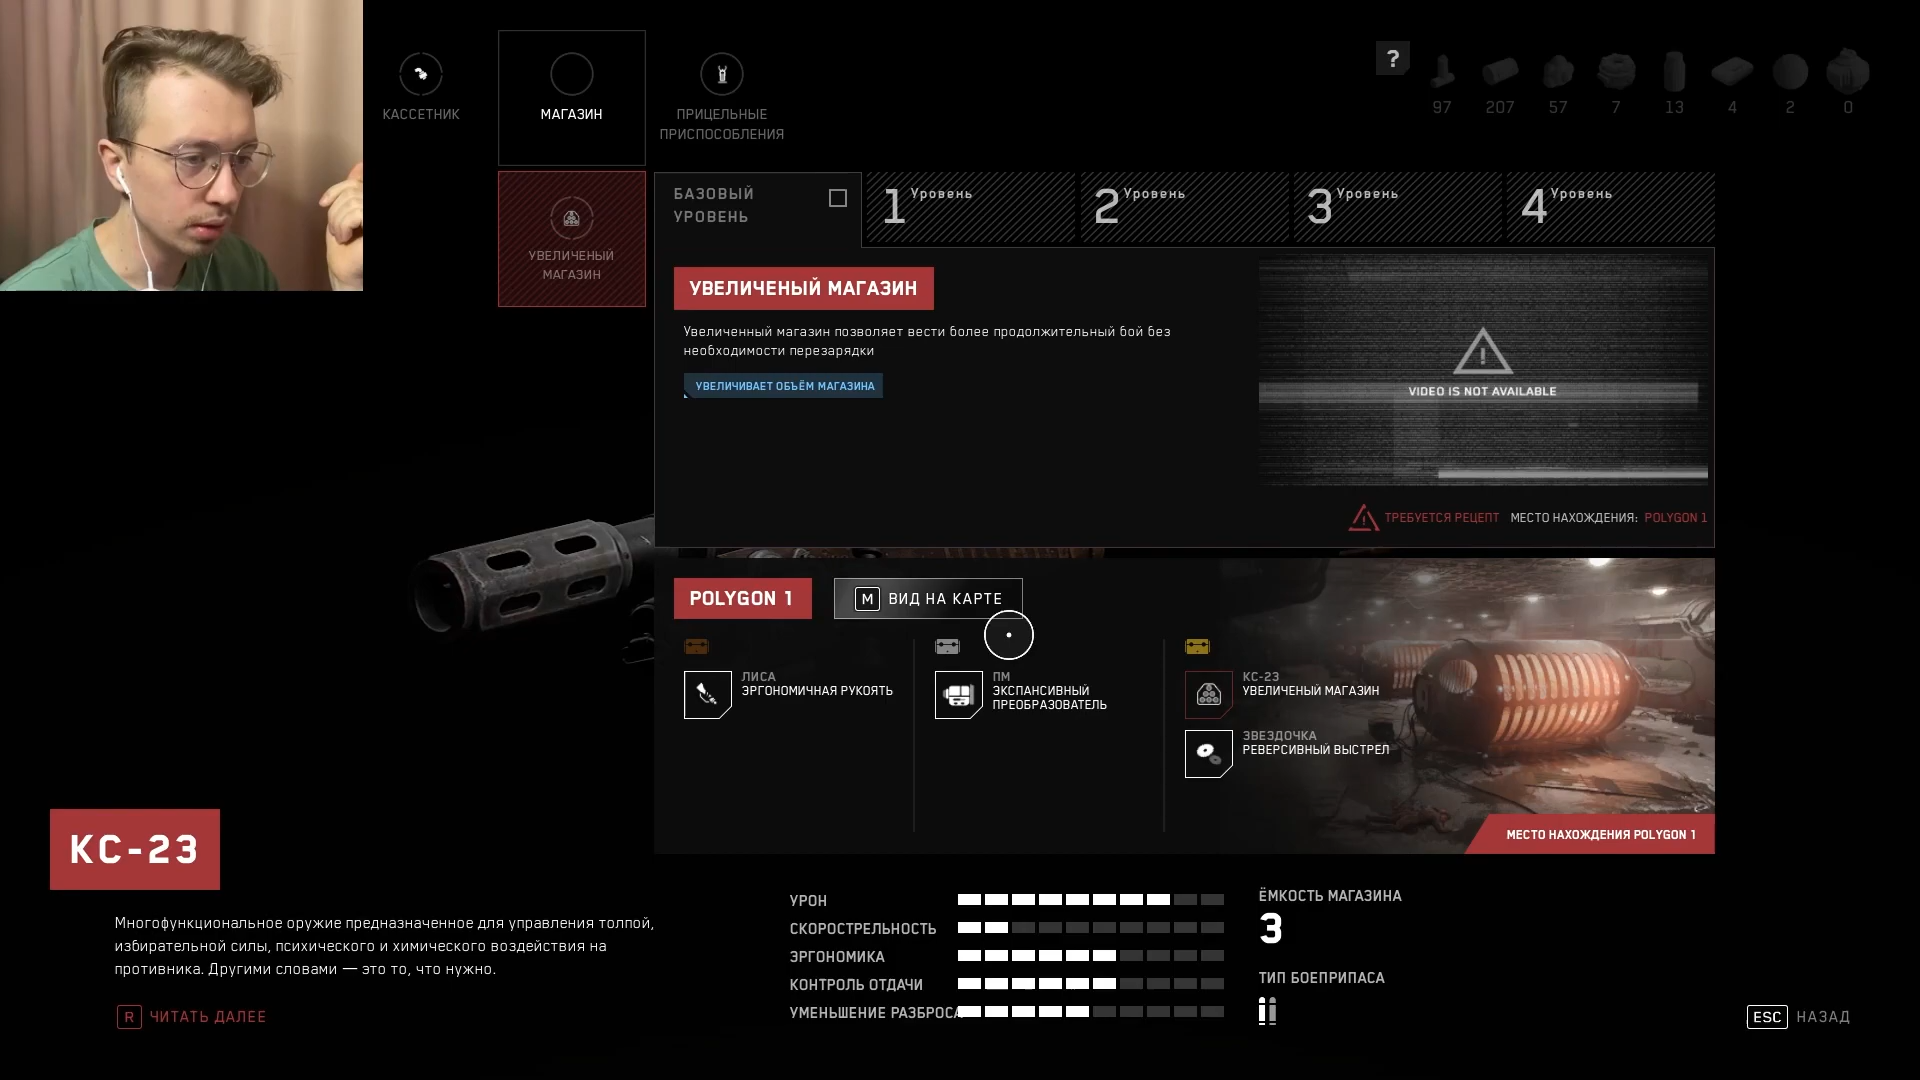 КАССЕТНИК
МАГАЗИН
ПРИЦЕЛЬНЫЕ
ПРИСПОСОБЛЕНИЯ
?
97
207
57
7
13
4
2
0
УВЕЛИЧЕНЫЙ
МАГАЗИН
БАЗОВЫЙ
УРОВЕНЬ
1 Уровень
2 Уровень
3 Уровень
4 Уровень
УВЕЛИЧЕНЫЙ МАГАЗИН
Увеличенный магазин позволяет вести более продолжительный бой без
необходимости перезарядки
УВЕЛИЧИВАЕТ ОБЪЁМ МАГАЗИНА
VIDEO IS NOT AVAILABLE
ТРЕБУЕТСЯ РЕЦЕПТ МЕСТО НАХОЖДЕНИЯ: POLYGON 1
POLYGON 1
M ВИД НА КАРТЕ
ЛИСА
ЭРГОНОМИЧНАЯ РУКОЯТЬ
ПМ
ЭКСПАНСИВНЫЙ
ПРЕОБРАЗОВАТЕЛЬ
КС-23
УВЕЛИЧЕНЫЙ МАГАЗИН
ЗВЕЗДОЧКА
РЕВЕРСИВНЫЙ ВЫСТРЕЛ
МЕСТО НАХОЖДЕНИЯ POLYGON 1
КС-23
Многофункциональное оружие предназначенное для управления толпой,
избирательной силы, психического и химического воздействия на
противника. Другими словами — это то, что нужно.
R ЧИТАТЬ ДАЛЕЕ
УРОН
СКОРОСТРЕЛЬНОСТЬ
ЭРГОНОМИКА
КОНТРОЛЬ ОТДАЧИ
УМЕНЬШЕНИЕ РАЗБРОСА
ЁМКОСТЬ МАГАЗИНА
3
ТИП БОЕПРИПАСА
ESC НАЗАД